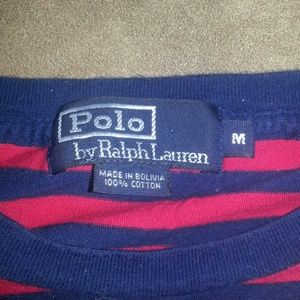 Polo
by Ralph Lauren
M
MADE IN BOLIVIA
100% COTTON